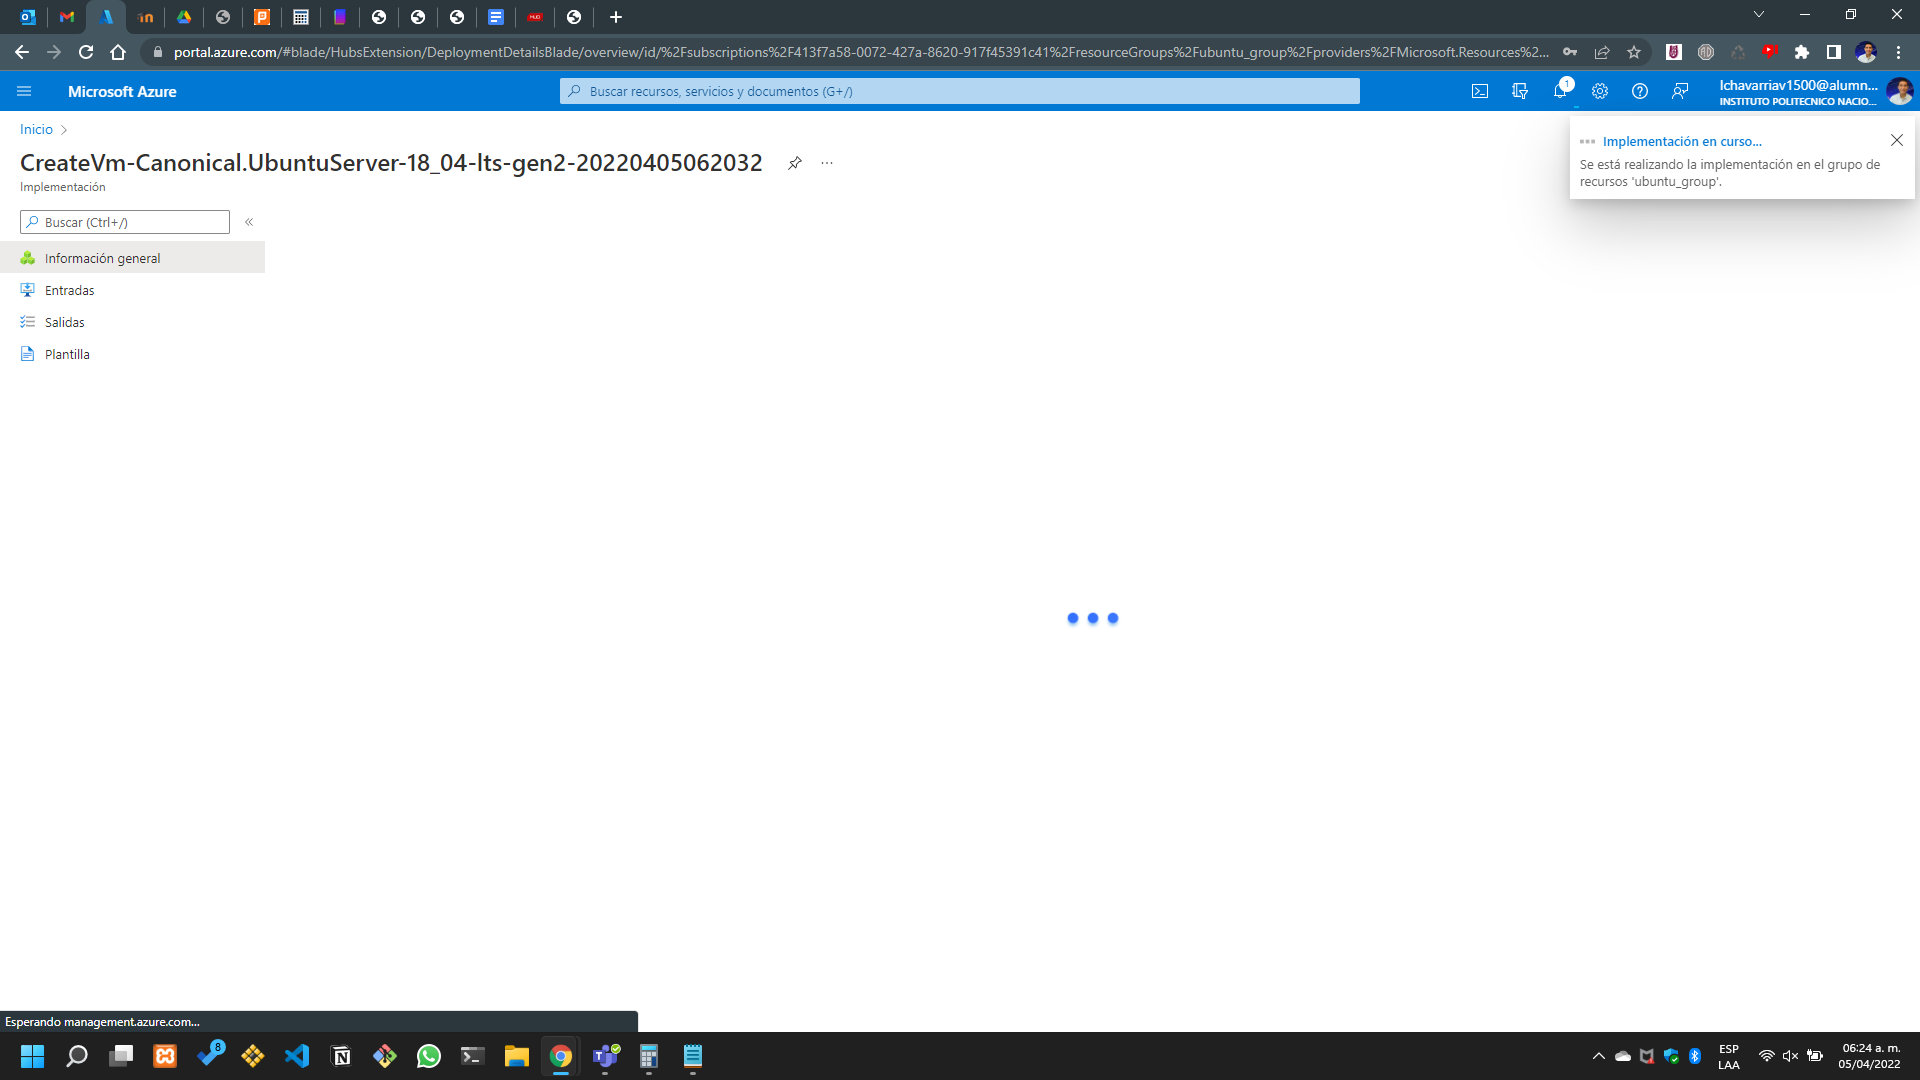 portal.azure.com/#blade/HubsExtension/DeploymentDetailsBlade/overview/id/%2Fsubscriptions%2F413f7a58-0072-427a-8620-917f45391c41%2FresourceGroups%2Fubuntu_group%2Fproviders%2FMicrosoft.Resources%2...
Microsoft Azure
Buscar recursos, servicios y documentos (G+/)
1
lchavarriav1500@alumn...
INSTITUTO POLITECNICO NACIO...
Inicio
Implementación en curso...
Se está realizando la implementación en el grupo de
recursos 'ubuntu_group'.
CreateVm-Canonical.UbuntuServer-18_04-lts-gen2-20220405062032
Implementación
Buscar (Ctrl+/)
Información general
Entradas
Salidas
Plantilla
Esperando management.azure.com...
8
ESP
LAA
06:24 a. m.
05/04/2022